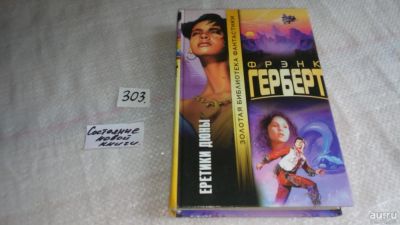 303.
Состояние
новой
книги
ЕРЕТИКИ ДЮНЫ
ЗОЛОТАЯ БИБЛИОТЕКА ФАНТАСТИКИ
ФРЭНК
ГЕРБЕРТ
au.ru